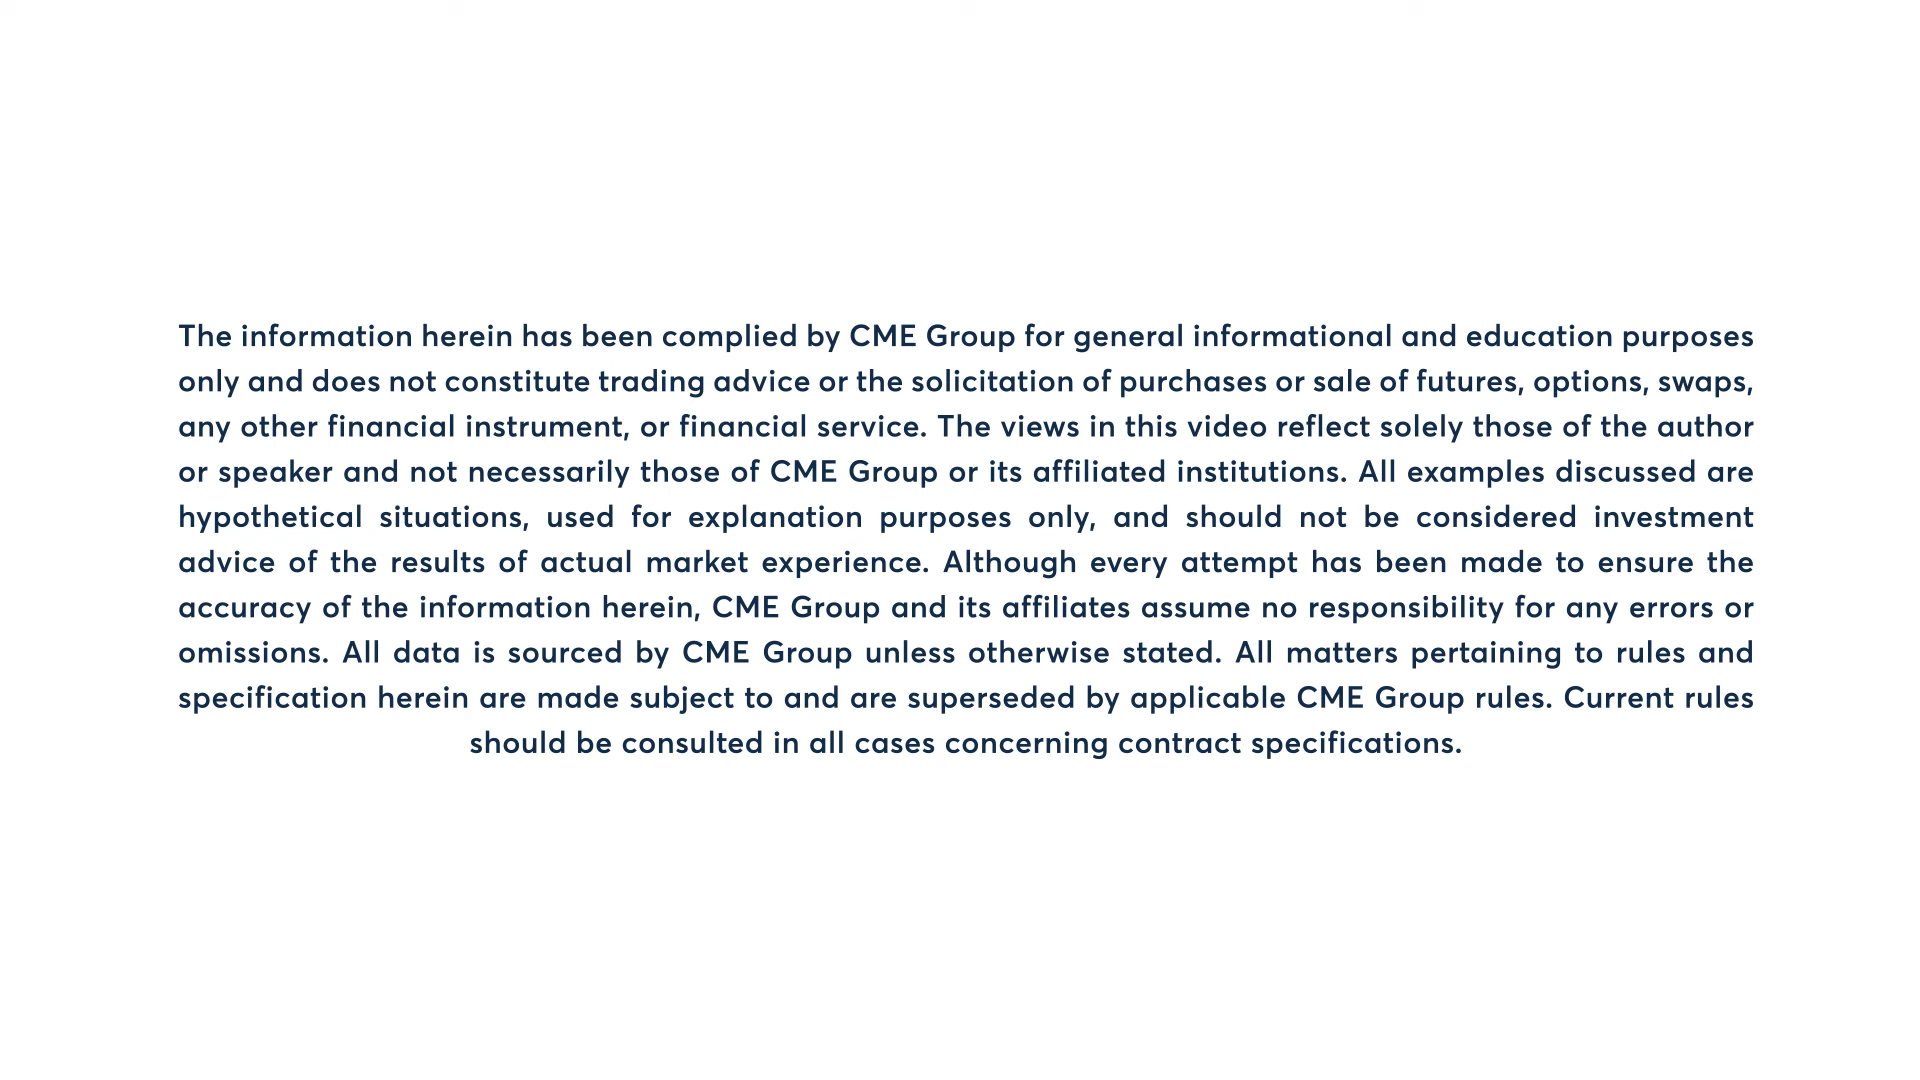 The information herein has been complied by CME Group for general informational and education purposes
only and does not constitute trading advice or the solicitation of purchases or sale of futures, options, swaps,
any other financial instrument, or financial service. The views in this video reflect solely those of the author
or speaker and not necessarily those of CME Group or its affiliated institutions. All examples discussed are
hypothetical situations, used for explanation purposes only, and should not be considered investment
advice of the results of actual market experience. Although every attempt has been made to ensure the
accuracy of the information herein, CME Group and its affiliates assume no responsibility for any errors or
omissions. All data is sourced by CME Group unless otherwise stated. All matters pertaining to rules and
specification herein are made subject to and are superseded by applicable CME Group rules. Current rules
should be consulted in all cases concerning contract specifications.